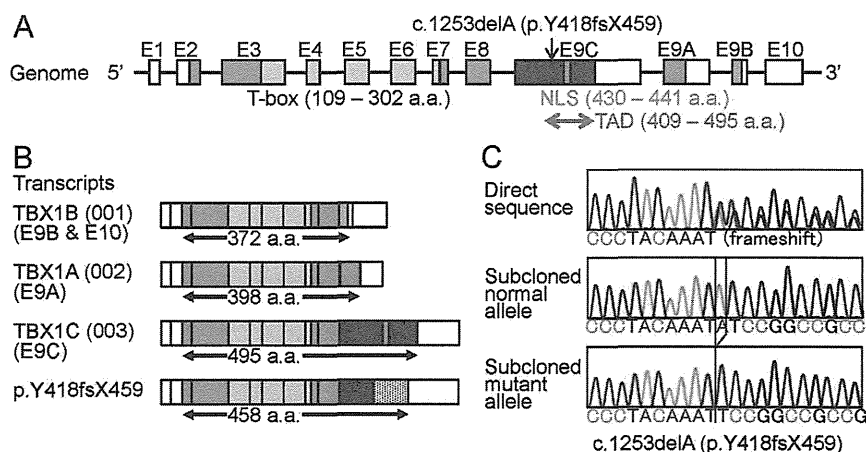 A
c.1253delA (p.Y418fsX459)
E1 E2 E3 E4 E5 E6 E7 E8 E9C E9A E9B E10
Genome 5' 3'
T-box (109 – 302 a.a.)
NLS (430 – 441 a.a.)
TAD (409 – 495 a.a.)
B
Transcripts
TBX1B (001)
(E9B & E10)
372 a.a.
TBX1A (002)
(E9A)
398 a.a.
TBX1C (003)
(E9C)
495 a.a.
p.Y418fsX459
458 a.a.
C
Direct
sequence
CCCTACAAAT (frameshift)
Subcloned
normal
allele
CCCTACAAATATCCGGCCGCC
Subcloned
mutant
allele
CCCTACAAATTCCGGCCGCCG
c.1253delA (p.Y418fsX459)